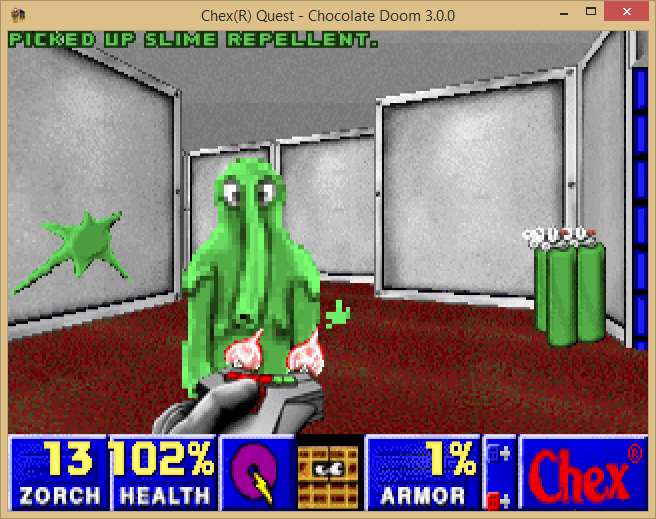 Chex(R) Quest - Chocolate Doom 3.0.0
PICKED UP SLIME REPELLENT.
13 102% 1% Chex®
ZORCH HEALTH ARMOR